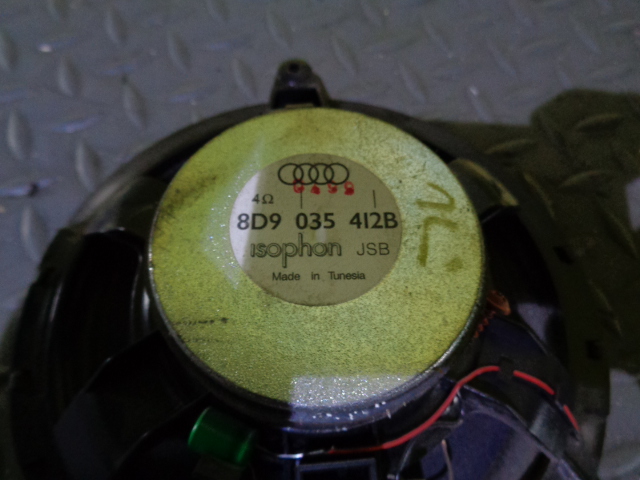 4Ω
8D9 035 412B
isophon JSB
Made in Tunesia